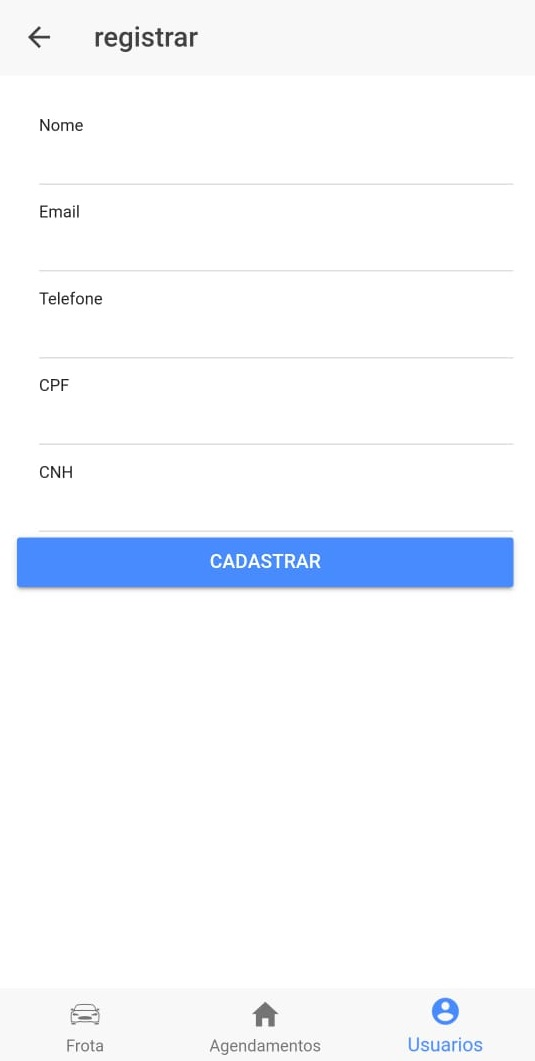 registrar
Nome
Email
Telefone
CPF
CNH
CADASTRAR
Frota
Agendamentos
Usuarios